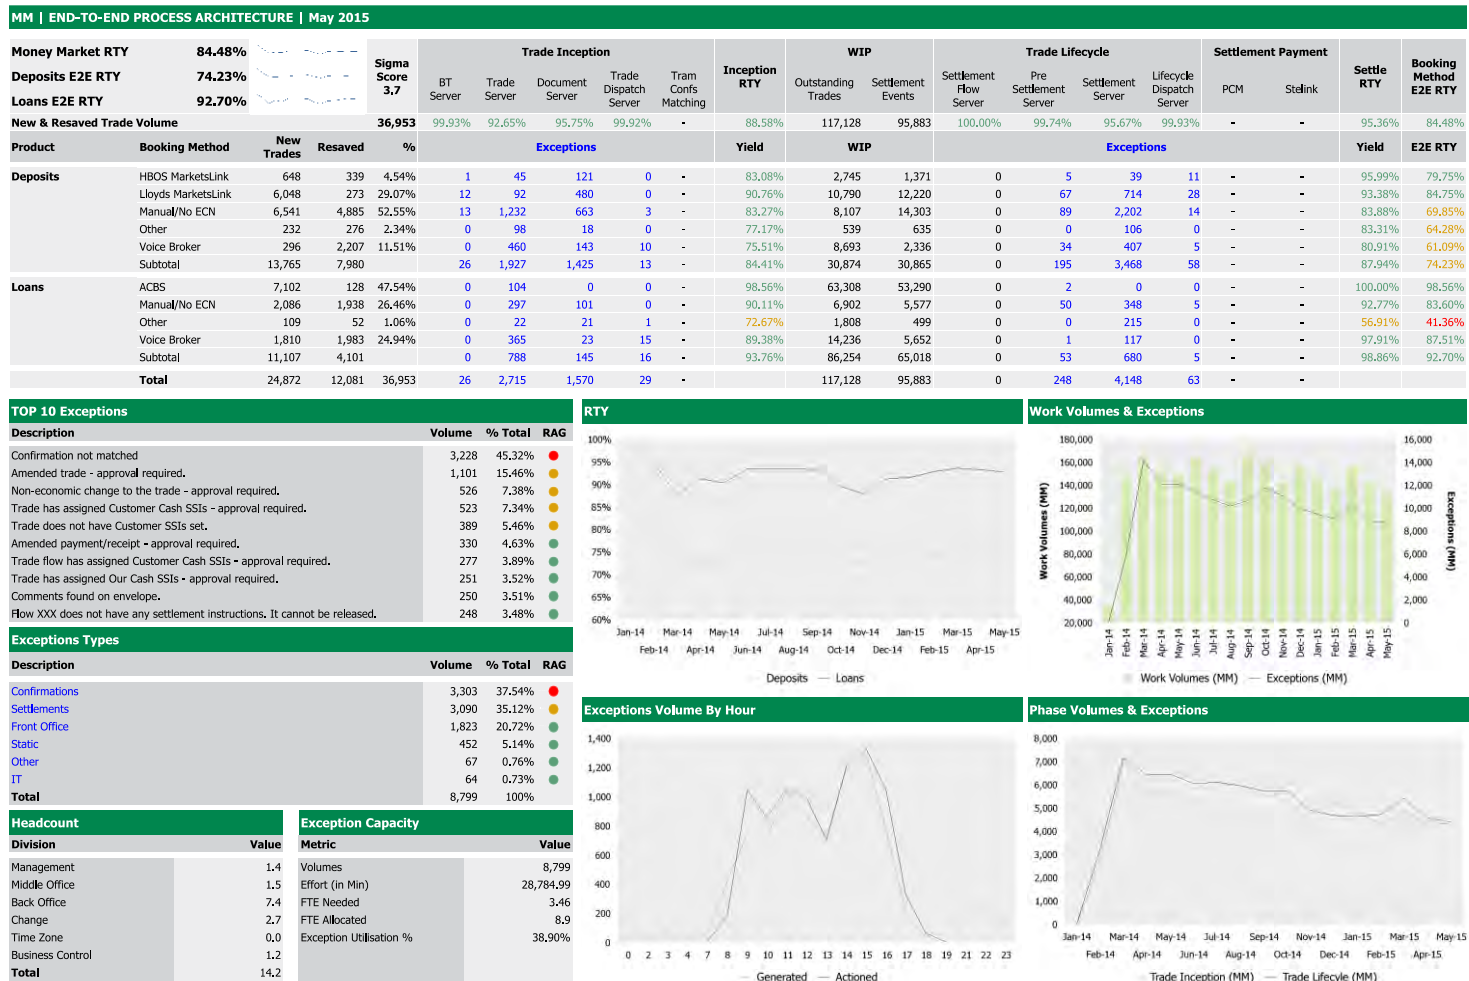 MM | END-TO-END PROCESS ARCHITECTURE | May 2015
Money Market RTY 84.48%
Deposits E2E RTY 74.23%
Loans E2E RTY 92.70%
Sigma Score 3.7
Trade Inception
BT Server Trade Server Document Server Trade Dispatch Server Tram Confs Matching
Inception RTY
WIP
Outstanding Trades Settlement Events
Trade Lifecycle
Settlement Flow Server Pre Settlement Server Settlement Server Lifecycle Dispatch Server
Settlement Payment
PCM Stelink
Settle RTY
Booking Method E2E RTY
New & Resaved Trade Volume 36,953 99.93% 92.65% 95.75% 99.92% - 88.58% 117,128 95,883 100.00% 99.74% 95.67% 99.93% - - 95.36% 84.48%
Product Booking Method New Trades Resaved % Exceptions Yield WIP Exceptions Yield E2E RTY
Deposits HBOS MarketsLink 648 339 4.54% 1 45 121 0 - 83.08% 2,745 1,371 0 5 39 11 - - 95.99% 79.75%
Lloyds MarketsLink 6,048 273 29.07% 12 92 480 0 - 90.76% 10,790 12,220 0 67 714 28 - - 93.38% 84.75%
Manual/No ECN 6,541 4,885 52.55% 13 1,232 663 3 - 83.27% 8,107 14,303 0 89 2,202 14 - - 83.88% 69.85%
Other 232 276 2.34% 0 98 18 0 - 77.17% 539 635 0 0 106 0 - - 83.31% 64.28%
Voice Broker 296 2,207 11.51% 0 460 143 10 - 75.51% 8,693 2,336 0 34 407 5 - - 80.91% 61.09%
Subtotal 13,765 7,980 26 1,927 1,425 13 84.41% 30,874 30,865 0 195 3,468 58 - - 87.94% 74.23%
Loans ACBS 7,102 128 47.54% 0 104 0 0 - 98.56% 63,308 53,290 0 2 0 0 - - 100.00% 98.56%
Manual/No ECN 2,086 1,938 26.46% 0 297 101 0 - 90.11% 6,902 5,577 0 50 348 5 - - 92.77% 83.60%
Other 109 52 1.06% 0 22 21 1 - 72.67% 1,808 499 0 0 215 0 - - 56.91% 41.36%
Voice Broker 1,810 1,983 24.94% 0 365 23 15 - 89.38% 14,236 5,652 0 1 117 0 - - 97.91% 87.51%
Subtotal 11,107 4,101 0 788 145 16 - 93.76% 86,254 65,018 0 53 680 5 - - 98.86% 92.70%
Total 24,872 12,081 36,953 26 2,715 1,570 29 - 117,128 95,883 0 248 4,148 63 - -
TOP 10 Exceptions
Description Volume % Total RAG
Confirmation not matched 3,228 45.32%
Amended trade - approval required. 1,101 15.46%
Non-economic change to the trade - approval required. 526 7.38%
Trade has assigned Customer Cash SSIs - approval required. 523 7.34%
Trade does not have Customer SSIs set. 389 5.46%
Amended payment/receipt - approval required. 330 4.63%
Trade flow has assigned Customer Cash SSIs - approval required. 277 3.89%
Trade has assigned Our Cash SSIs - approval required. 251 3.52%
Comments found on envelope. 250 3.51%
Flow XXX does not have any settlement instructions. It cannot be released. 248 3.48%
Exceptions Types
Description Volume % Total RAG
Confirmations 3,303 37.54%
Settlements 3,090 35.12%
Front Office 1,823 20.72%
Static 452 5.14%
Other 67 0.76%
IT 64 0.73%
Total 8,799 100%
Headcount
Division Value
Management 1.4
Middle Office 1.5
Back Office 7.4
Change 2.7
Time Zone 0.0
Business Control 1.2
Total 14.2
Exception Capacity
Metric Value
Volumes 8,799
Effort (in Min) 28,784.99
FTE Needed 3.46
FTE Allocated 8.9
Exception Utilisation % 38.90%
RTY
100%
95%
90%
85%
80%
75%
70%
65%
60%
Jan-14 Mar-14 May-14 Jul-14 Sep-14 Nov-14 Jan-15 Mar-15 May-15
Feb-14 Apr-14 Jun-14 Aug-14 Oct-14 Dec-14 Feb-15 Apr-15
Deposits Loans
Work Volumes & Exceptions
Work Volumes (MM)
180,000
160,000
140,000
120,000
100,000
80,000
60,000
40,000
20,000
16,000
14,000
12,000
10,000
8,000
6,000
4,000
2,000
0
Exceptions (MM)
Jan-14 Feb-14 Mar-14 Apr-14 May-14 Jun-14 Jul-14 Aug-14 Sep-14 Oct-14 Nov-14 Dec-14 Jan-15 Feb-15 Mar-15 Apr-15 May-15
Work Volumes (MM) Exceptions (MM)
Exceptions Volume By Hour
1,400
1,200
1,000
800
600
400
200
0
0 2 3 4 7 8 9 10 11 12 13 14 15 16 17 18 19 21 22 23
Generated Actioned
Phase Volumes & Exceptions
8,000
7,000
6,000
5,000
4,000
3,000
2,000
1,000
0
Jan-14 Mar-14 May-14 Jul-14 Sep-14 Nov-14 Jan-15 Mar-15 May-15
Feb-14 Apr-14 Jun-14 Aug-14 Oct-14 Dec-14 Feb-15 Apr-15
Trade Inception (MM) Trade Lifecyle (MM)